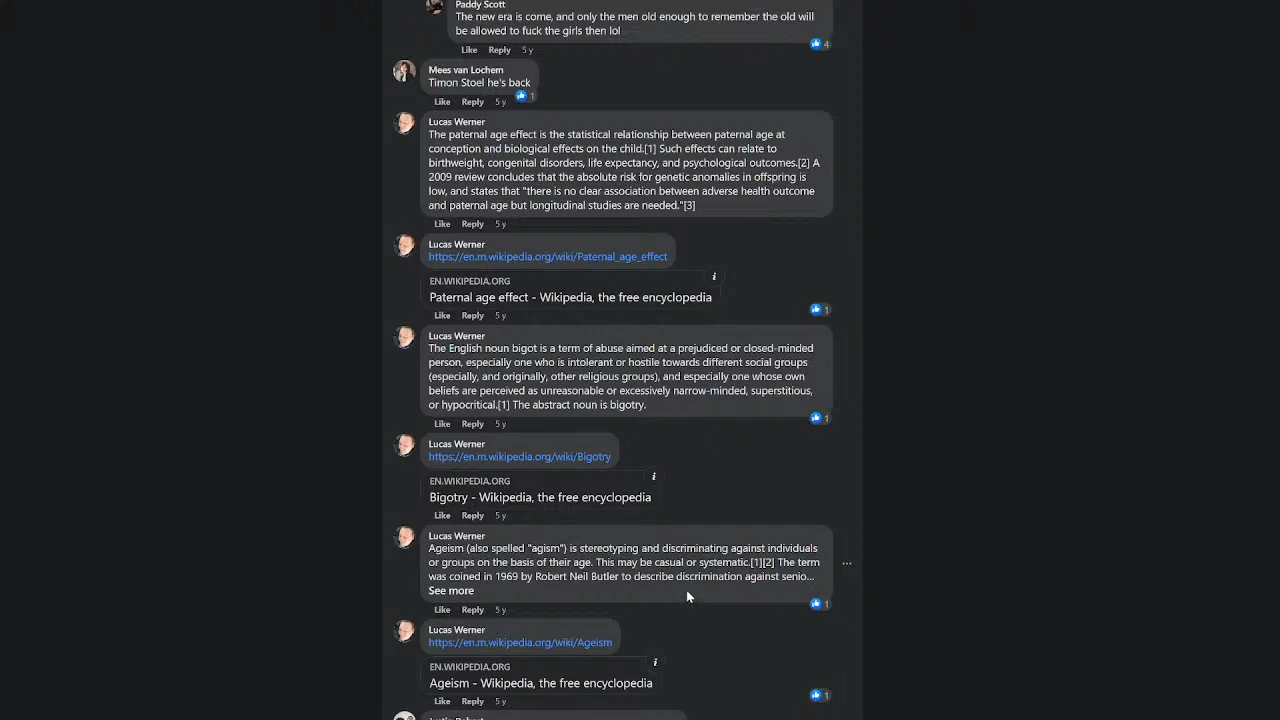 Paddy Scott
The new era is come, and only the men old enough to remember the old will
be allowed to fuck the girls then lol
4
Like Reply 5 y
Mees van Lochem
Timon Stoel he's back
1
Like Reply 5 y
Lucas Werner
The paternal age effect is the statistical relationship between paternal age at
conception and biological effects on the child.[1] Such effects can relate to
birthweight, congenital disorders, life expectancy, and psychological outcomes.[2] A
2009 review concludes that the absolute risk for genetic anomalies in offspring is
low, and states that "there is no clear association between adverse health outcome
and paternal age but longitudinal studies are needed."[3]
Like Reply 5 y
Lucas Werner
https://en.m.wikipedia.org/wiki/Paternal_age_effect
EN.WIKIPEDIA.ORG
Paternal age effect - Wikipedia, the free encyclopedia
1
Like Reply 5 y
Lucas Werner
The English noun bigot is a term of abuse aimed at a prejudiced or closed-minded
person, especially one who is intolerant or hostile towards different social groups
(especially, and originally, other religious groups), and especially one whose own
beliefs are perceived as unreasonable or excessively narrow-minded, superstitious,
or hypocritical.[1] The abstract noun is bigotry.
1
Like Reply 5 y
Lucas Werner
https://en.m.wikipedia.org/wiki/Bigotry
EN.WIKIPEDIA.ORG
Bigotry - Wikipedia, the free encyclopedia
Like Reply 5 y
Lucas Werner
Ageism (also spelled "agism") is stereotyping and discriminating against individuals
or groups on the basis of their age. This may be casual or systematic.[1][2] The term
was coined in 1969 by Robert Neil Butler to describe discrimination against senio...
See more
1
Like Reply 5 y
Lucas Werner
https://en.m.wikipedia.org/wiki/Ageism
EN.WIKIPEDIA.ORG
Ageism - Wikipedia, the free encyclopedia
1
Like Reply 5 y